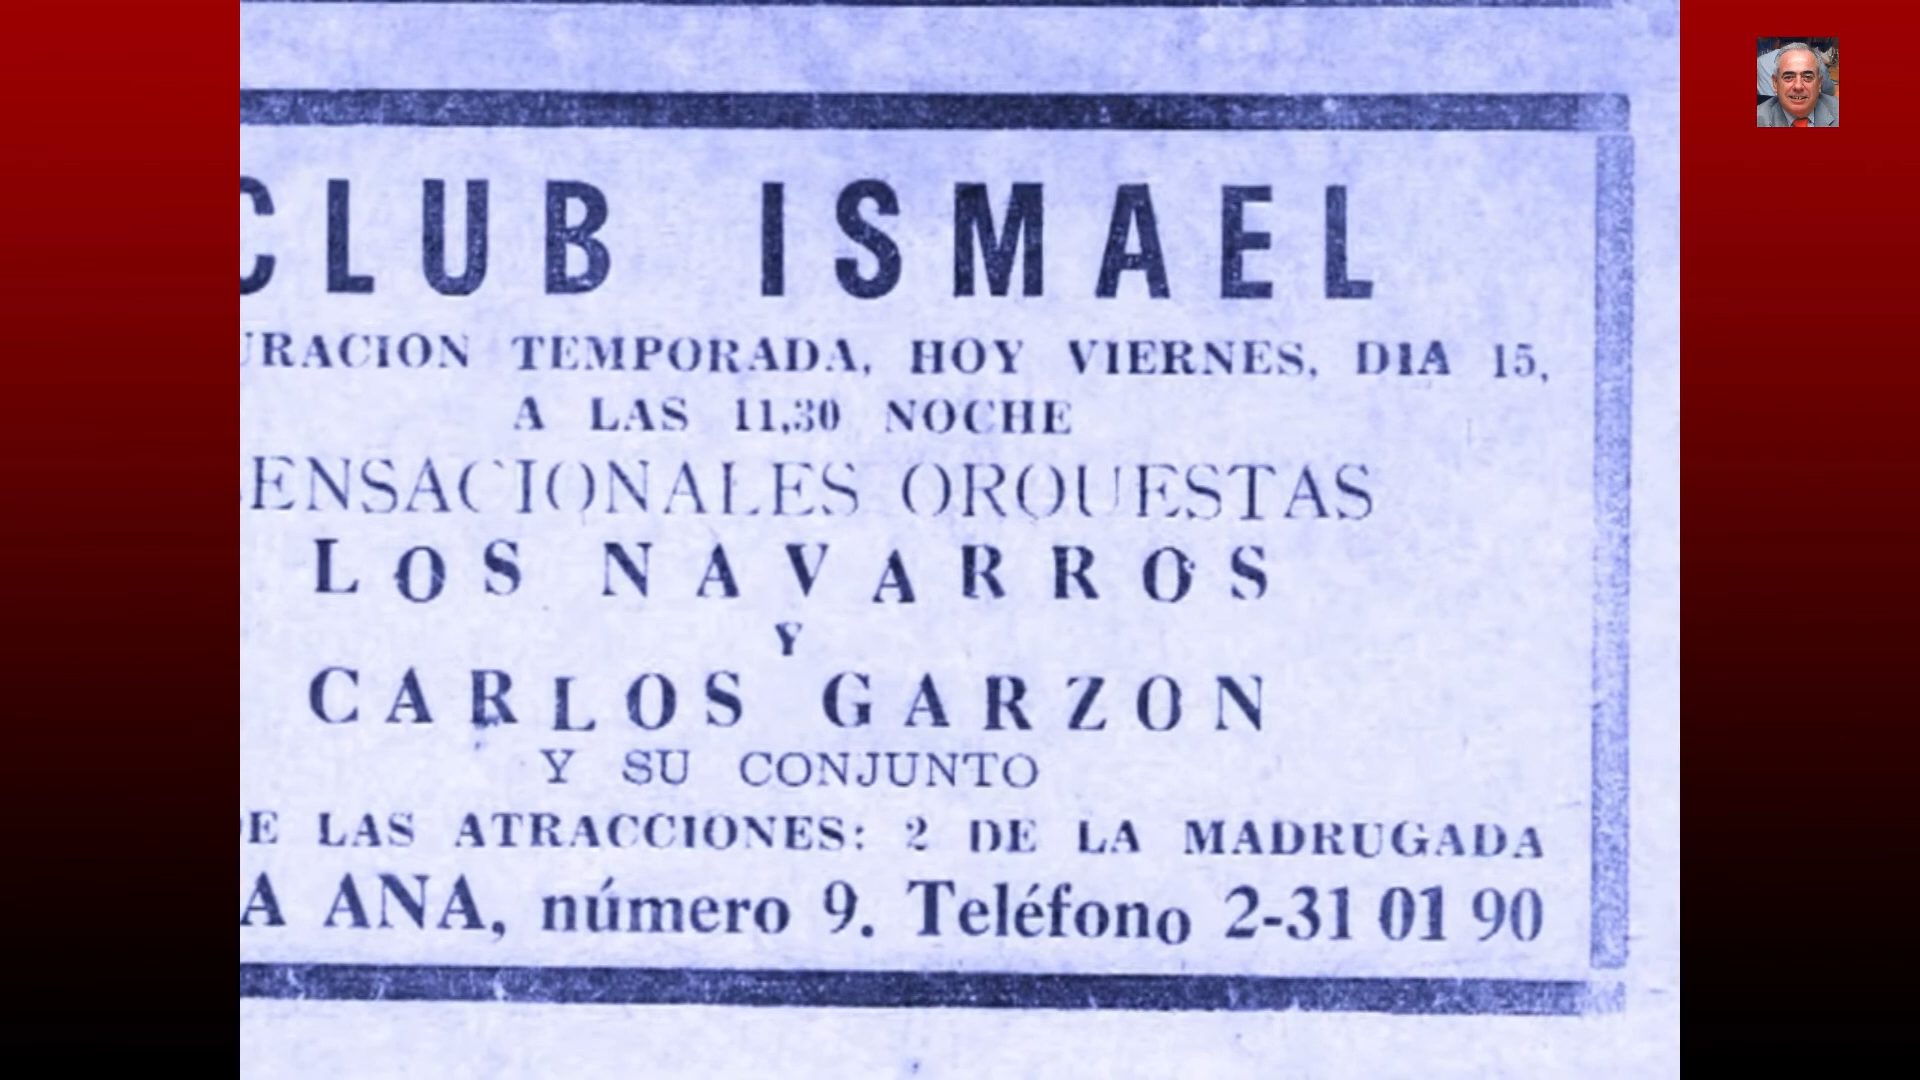 CLUB ISMAEL
URACION TEMPORADA, HOY VIERNES, DIA 15,
A LAS 11,30 NOCHE
ENSACIONALES ORQUESTAS
LOS NAVARROS
Y
CARLOS GARZON
Y SU CONJUNTO
E LAS ATRACCIONES: 2 DE LA MADRUGADA
A ANA, número 9. Teléfono 2-31 01 90